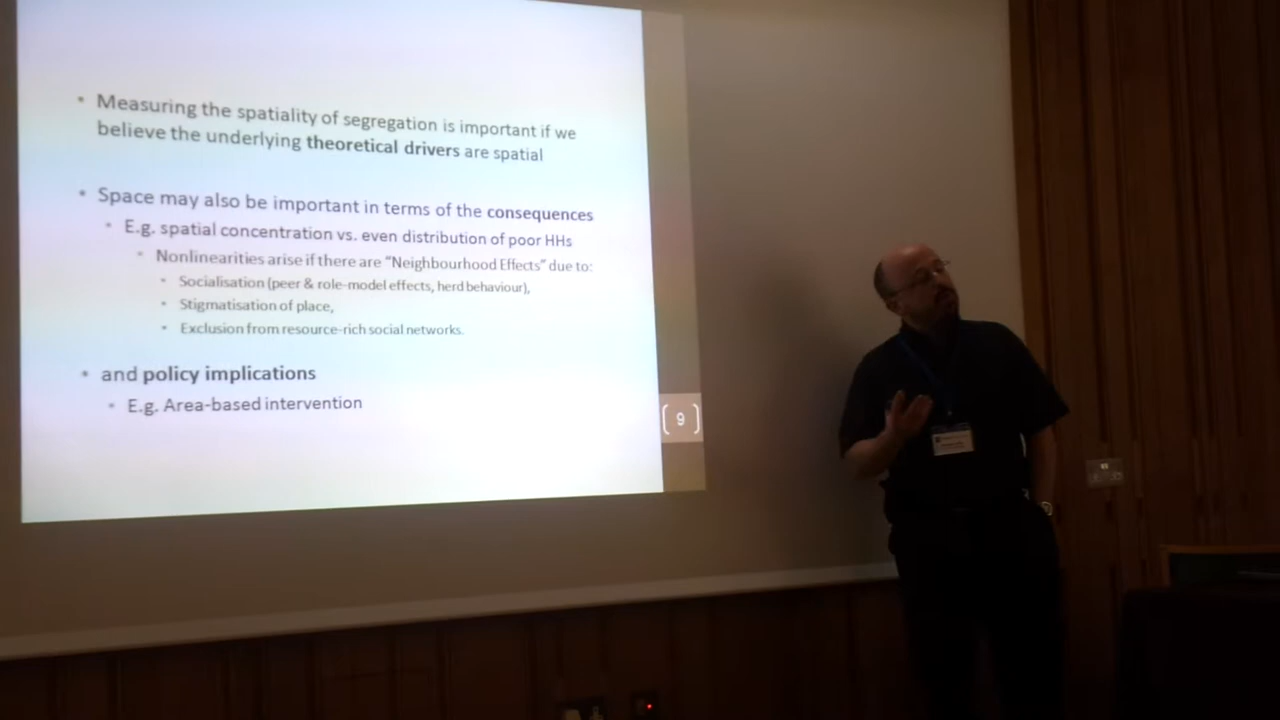 • Measuring the spatiality of segregation is important if we
believe the underlying theoretical drivers are spatial
• Space may also be important in terms of the consequences
• E.g. spatial concentration vs. even distribution of poor HHs
• Nonlinearities arise if there are “Neighbourhood Effects” due to:
• Socialisation (peer & role-model effects, herd behaviour),
• Stigmatisation of place,
• Exclusion from resource-rich social networks.
• and policy implications
• E.g. Area-based intervention
[ 9 ]